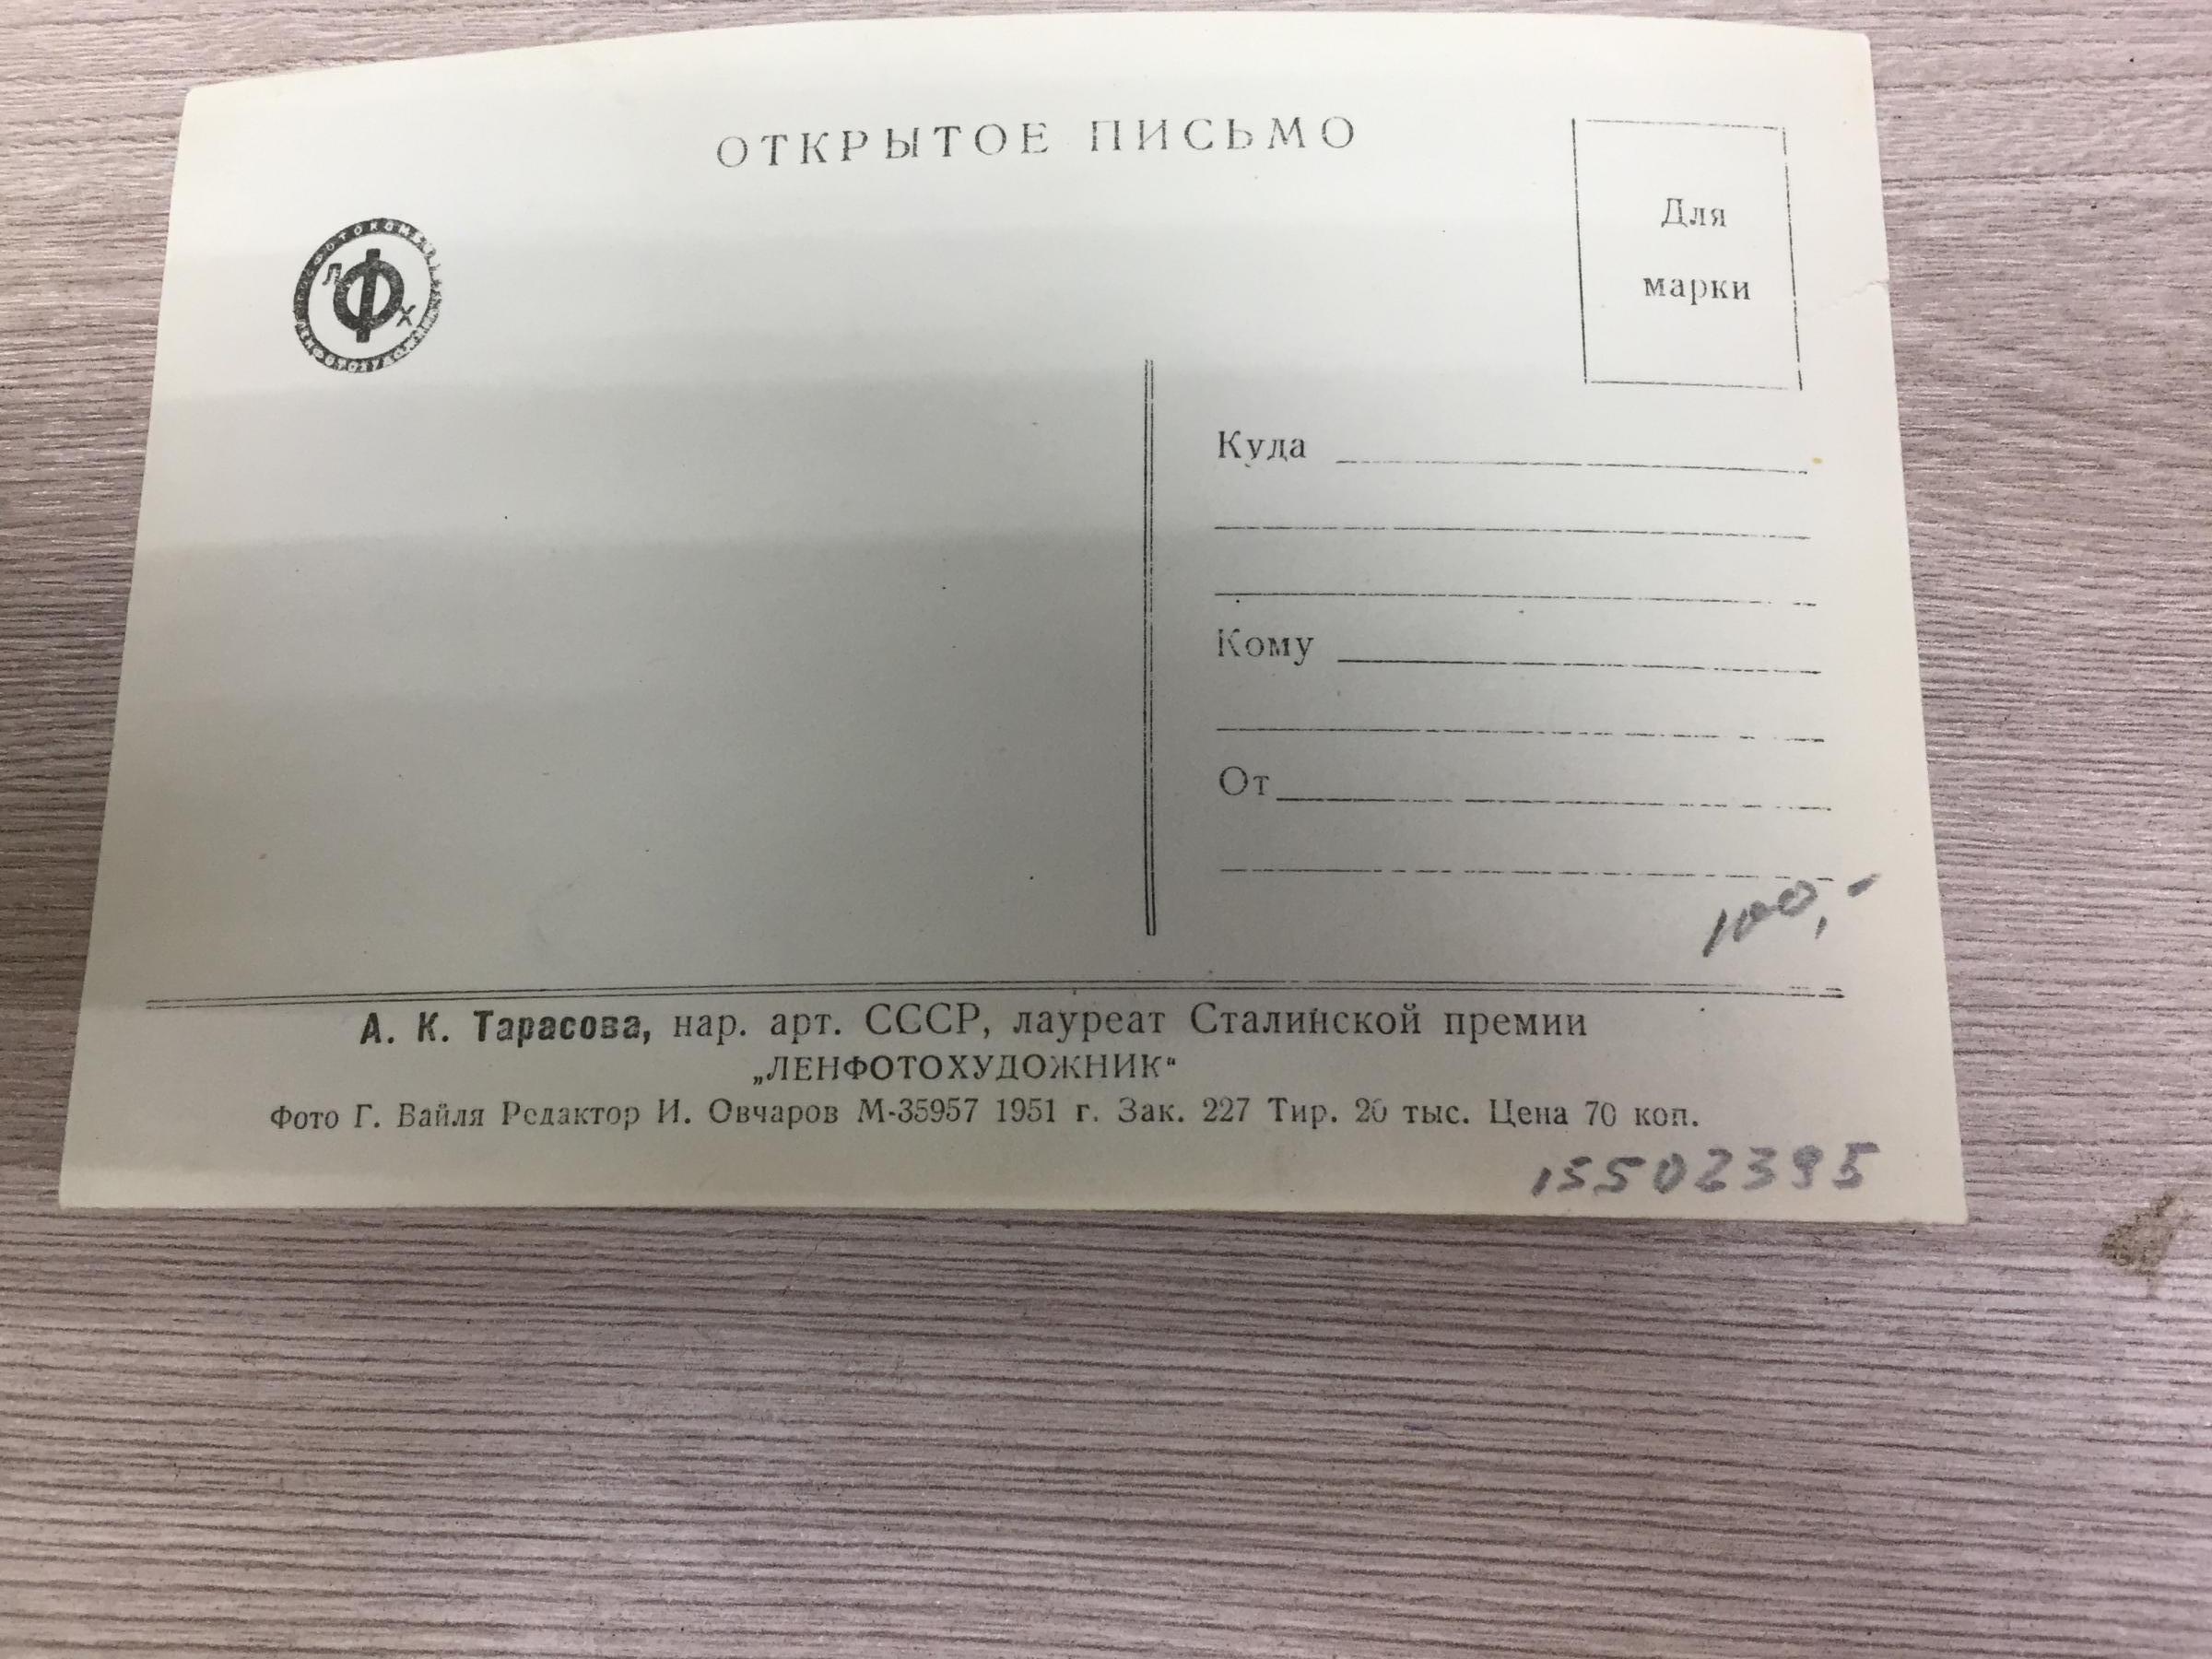 ОТКРЫТОЕ ПИСЬМО
Для
марки
Л Ф Х
Куда
Кому
От
100,-
А. К. Тарасова, нар. арт. СССР, лауреат Сталинской премии
„ЛЕНФОТОХУДОЖНИК“
Фото Г. Вайля Редактор И. Овчаров М-35957 1951 г. Зак. 227 Тир. 20 тыс. Цена 70 коп.
15502395